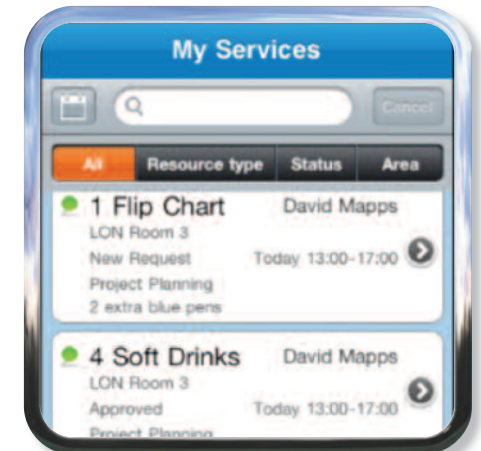 My Services
Cancel
All Resource type Status Area
1 Flip Chart David Mapps
LON Room 3
New Request Today 13:00-17:00
Project Planning
2 extra blue pens
4 Soft Drinks David Mapps
LON Room 3
Approved Today 13:00-17:00
Project Planning